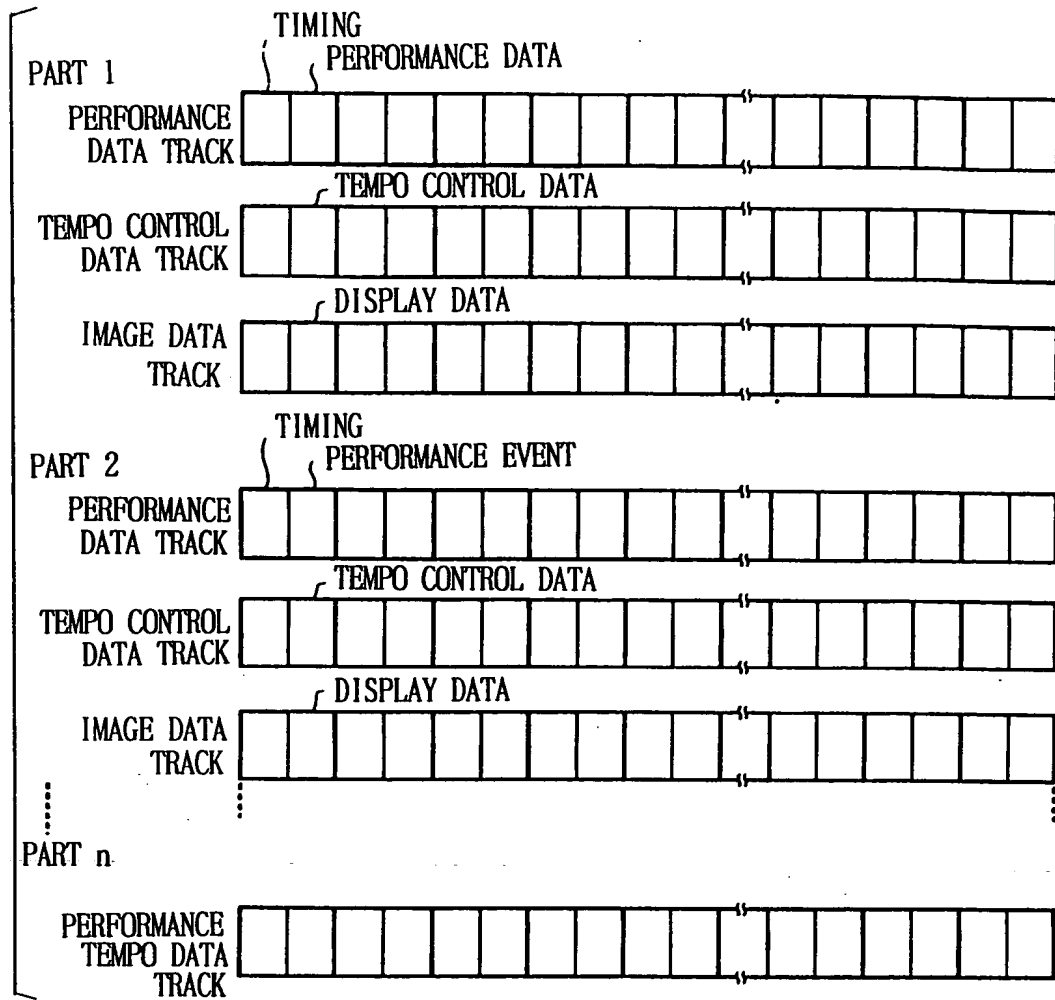 TIMING
PERFORMANCE DATA
PART 1
PERFORMANCE
DATA TRACK
TEMPO CONTROL DATA
TEMPO CONTROL
DATA TRACK
DISPLAY DATA
IMAGE DATA
TRACK
TIMING
PERFORMANCE EVENT
PART 2
PERFORMANCE
DATA TRACK
TEMPO CONTROL DATA
TEMPO CONTROL
DATA TRACK
DISPLAY DATA
IMAGE DATA
TRACK
PART n
PERFORMANCE
TEMPO DATA
TRACK